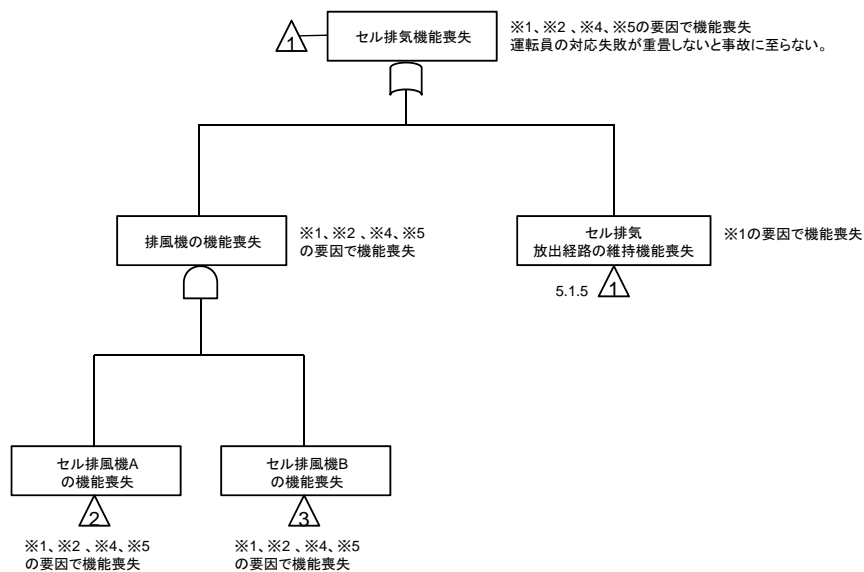 1
セル排気機能喪失
※1、※2 、※4、※5の要因で機能喪失
運転員の対応失敗が重畳しないと事故に至らない。
排風機の機能喪失
※1、※2 、※4、※5
の要因で機能喪失
セル排気
放出経路の維持機能喪失
※1の要因で機能喪失
5.1.5
1
セル排風機A
の機能喪失
2
※1、※2 、※4、※5
の要因で機能喪失
セル排風機B
の機能喪失
3
※1、※2 、※4、※5
の要因で機能喪失